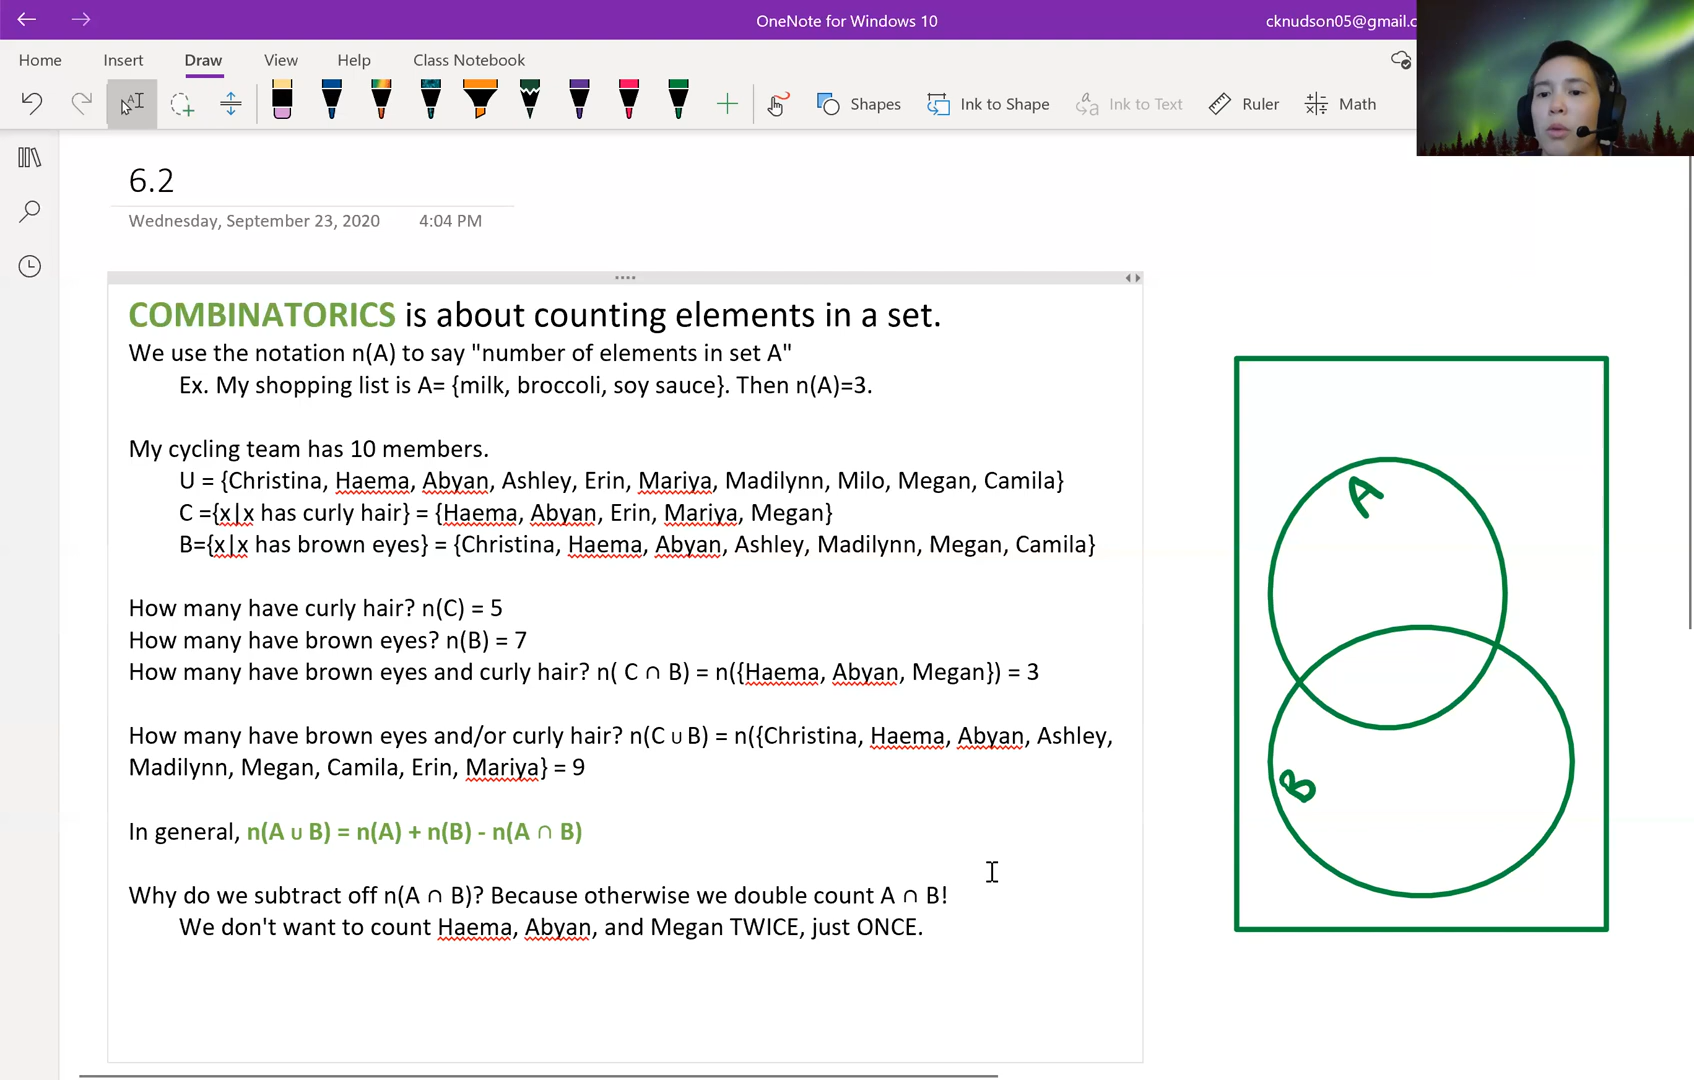 OneNote for Windows 10
cknudson05@gmail.c
Home Insert Draw View Help Class Notebook
Shapes Ink to Shape Ink to Text Ruler Math
6.2
Wednesday, September 23, 2020 4:04 PM
COMBINATORICS is about counting elements in a set.
We use the notation n(A) to say "number of elements in set A"
Ex. My shopping list is A= {milk, broccoli, soy sauce}. Then n(A)=3.
My cycling team has 10 members.
U = {Christina, Haema, Abyan, Ashley, Erin, Mariya, Madilynn, Milo, Megan, Camila}
C ={x|x has curly hair} = {Haema, Abyan, Erin, Mariya, Megan}
B={x|x has brown eyes} = {Christina, Haema, Abyan, Ashley, Madilynn, Megan, Camila}
How many have curly hair? n(C) = 5
How many have brown eyes? n(B) = 7
How many have brown eyes and curly hair? n( C ∩ B) = n({Haema, Abyan, Megan}) = 3
How many have brown eyes and/or curly hair? n(C ∪ B) = n({Christina, Haema, Abyan, Ashley,
Madilynn, Megan, Camila, Erin, Mariya} = 9
In general, n(A ∪ B) = n(A) + n(B) - n(A ∩ B)
Why do we subtract off n(A ∩ B)? Because otherwise we double count A ∩ B!
We don't want to count Haema, Abyan, and Megan TWICE, just ONCE.
A
B